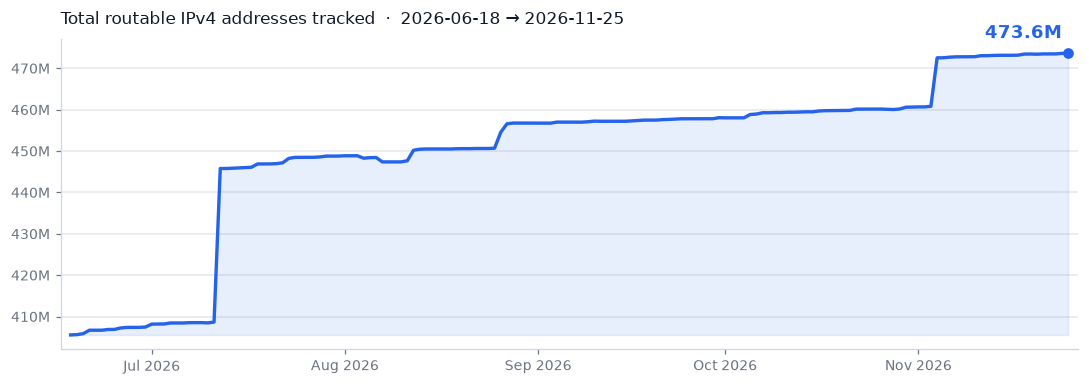 Total routable IPv4 addresses tracked · 2026-06-18 → 2026-11-25
473.6M
470M
460M
450M
440M
430M
420M
410M
Jul 2026
Aug 2026
Sep 2026
Oct 2026
Nov 2026